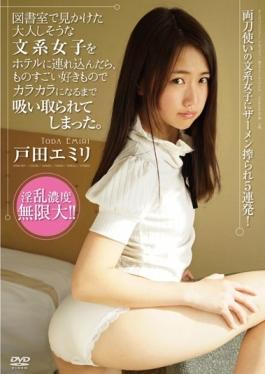 図書室で見かけた
大人しそうな
文系女子を
ホテルに連れ込んだら、
ものすごい好きもので
カラカラになるまで
吸い取られて
しまった。
TODA EMIRI
戸田エミリ
淫乱濃度
無限大!!
両刀使いの文系女子にザーメン搾られ5連発!
DVD